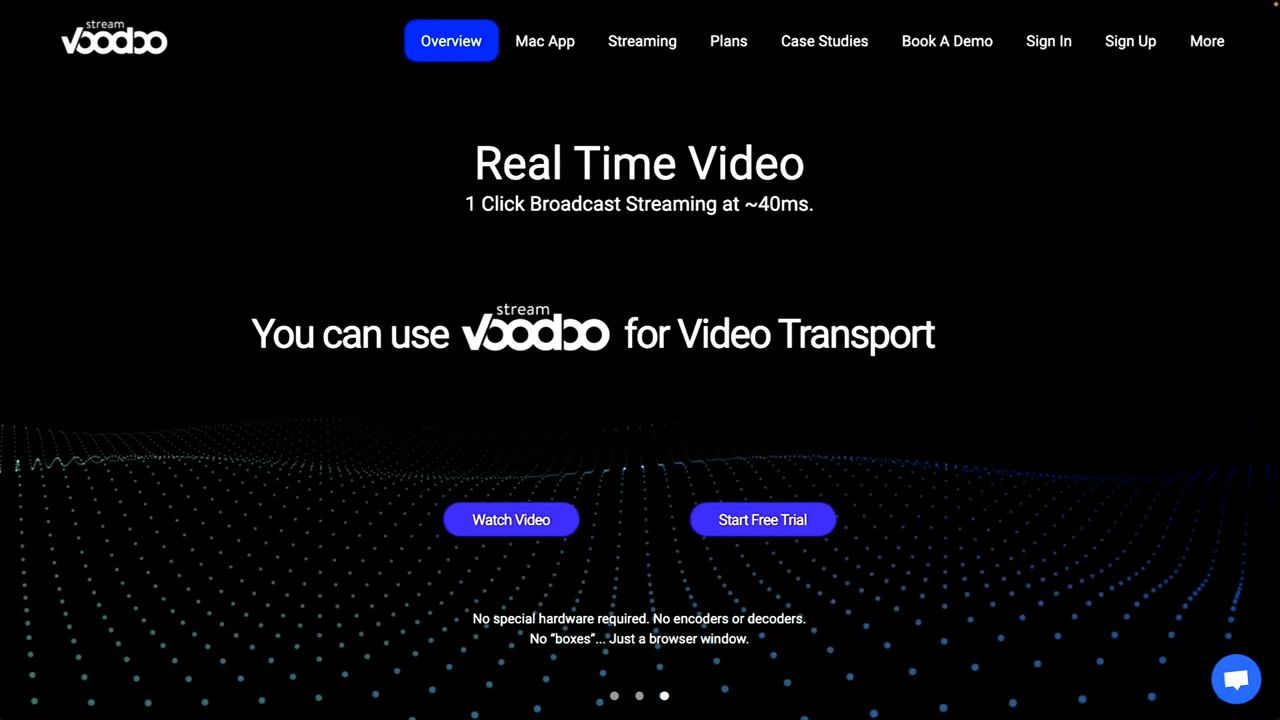 stream
voodoo
Overview
Mac App
Streaming
Plans
Case Studies
Book A Demo
Sign In
Sign Up
More
Real Time Video
1 Click Broadcast Streaming at ~40ms.
You can use stream voodoo for Video Transport
Watch Video
Start Free Trial
No special hardware required. No encoders or decoders.
No “boxes”... Just a browser window.